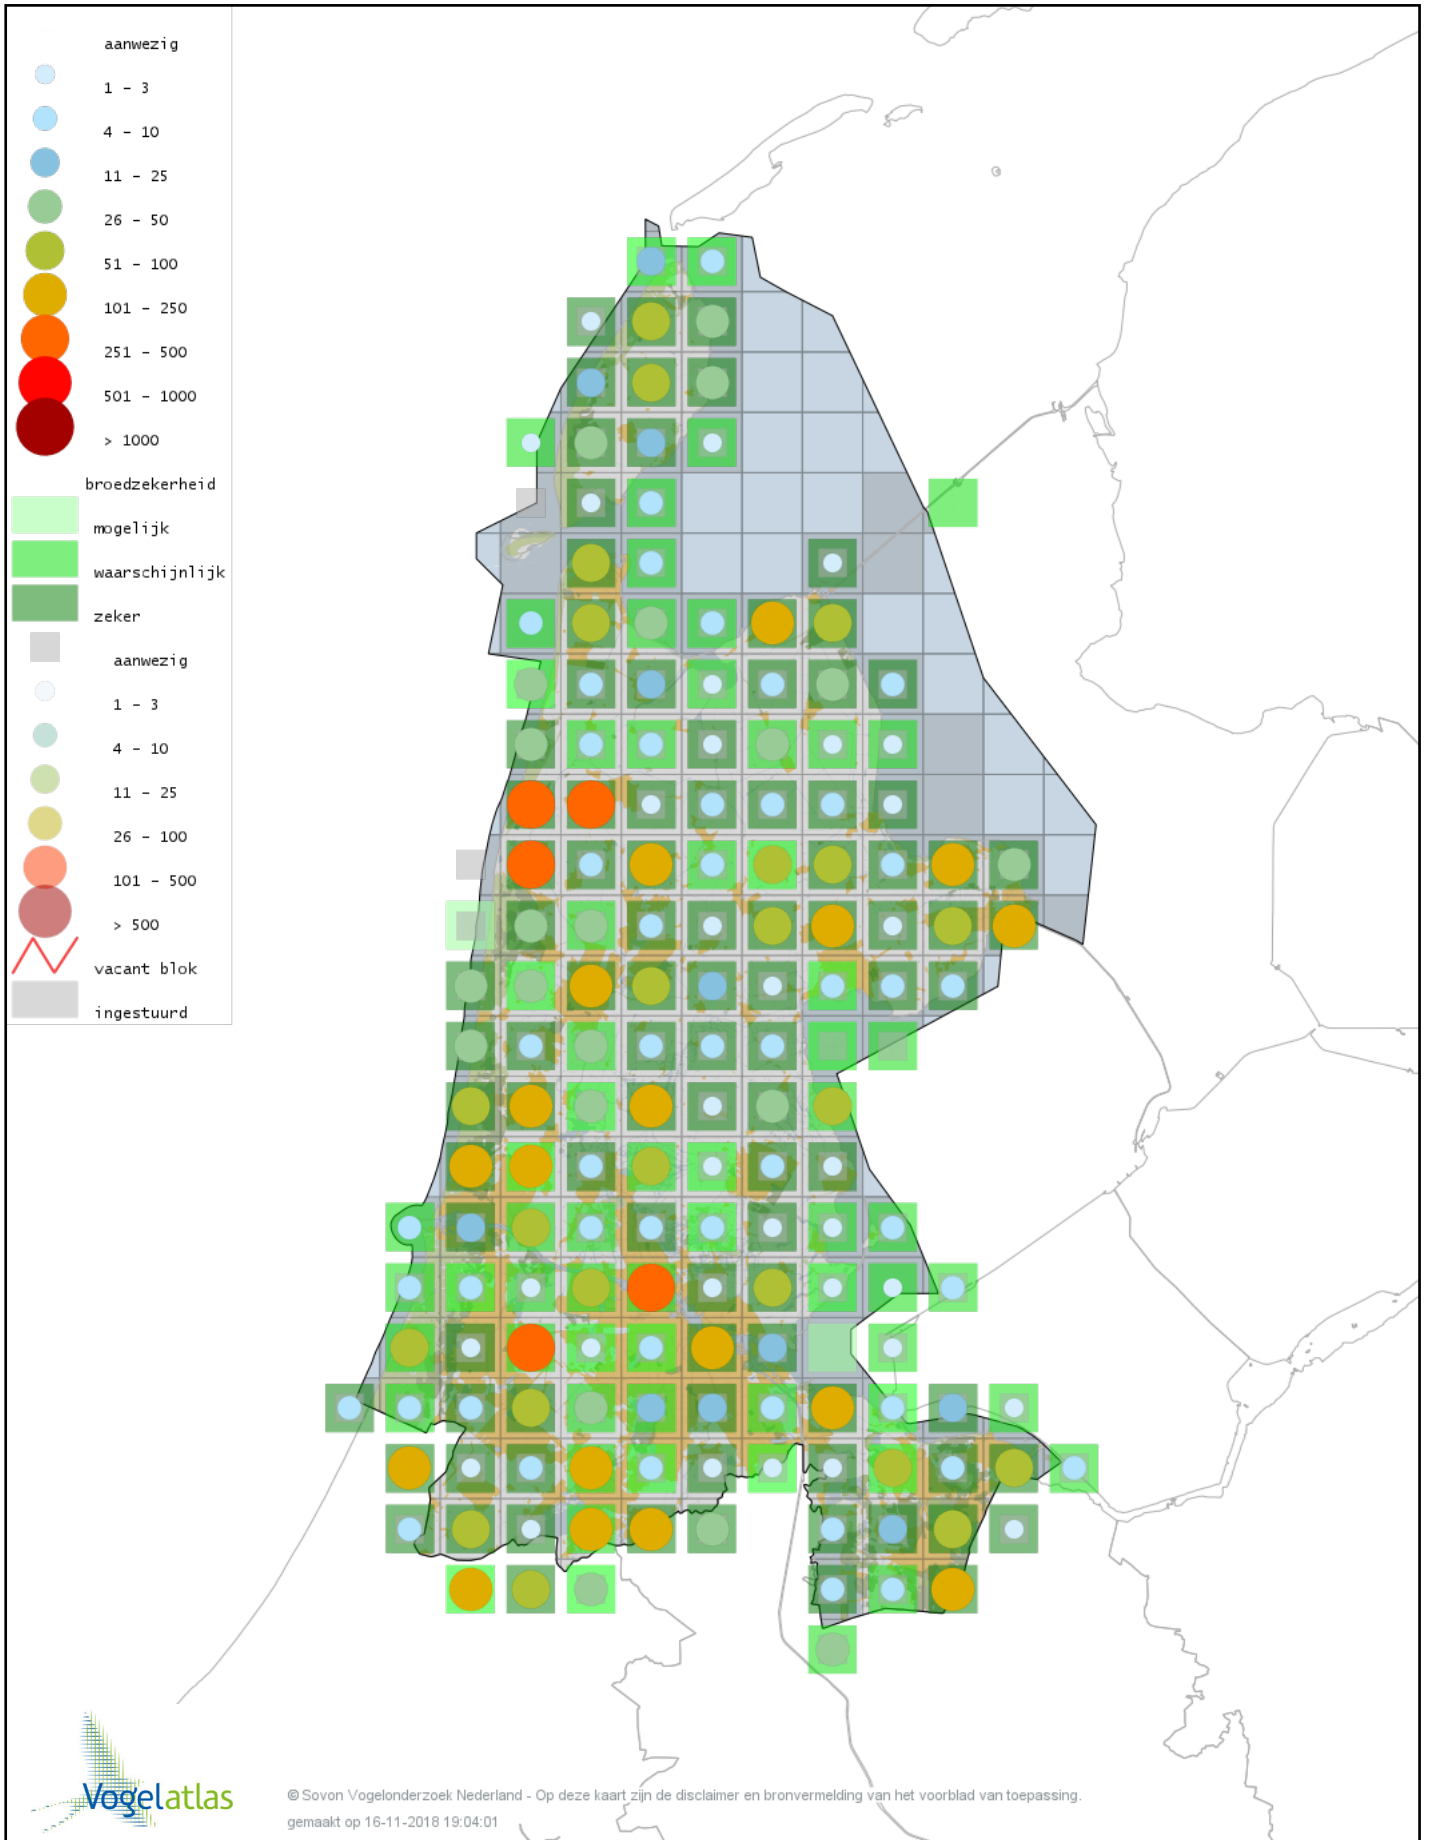 aanwezig
1 - 3
4 - 10
11 - 25
26 - 50
51 - 100
101 - 250
251 - 500
501 - 1000
> 1000
broedzekerheid
mogelijk
waarschijnlijk
zeker
aanwezig
1 - 3
4 - 10
11 - 25
26 - 100
101 - 500
> 500
vacant blok
ingestuurd
Vogelatlas
© Sovon Vogelonderzoek Nederland - Op deze kaart zijn de disclaimer en bronvermelding van het voorblad van toepassing.
gemaakt op 16-11-2018 19:04:01